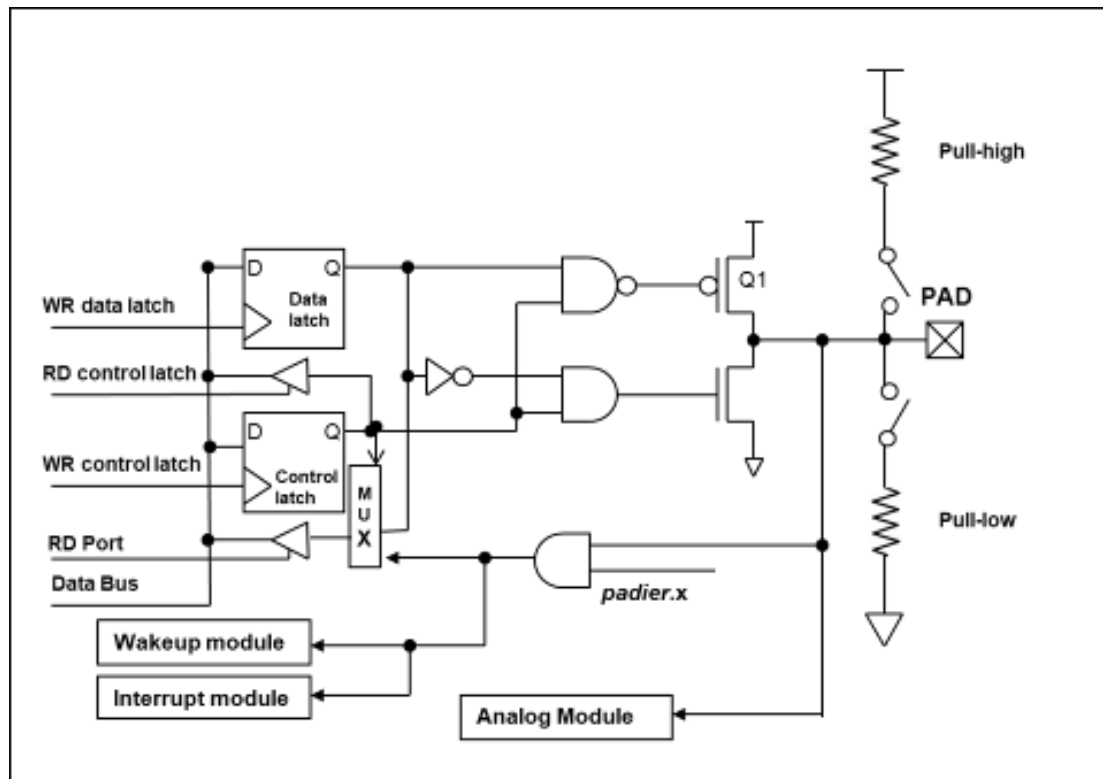 Pull-high
D
Q
Data
latch
Q1
PAD
WR data latch
RD control latch
D
Q
WR control latch
Control
latch
M
U
X
Pull-low
RD Port
Data Bus
padier.x
Wakeup module
Interrupt module
Analog Module